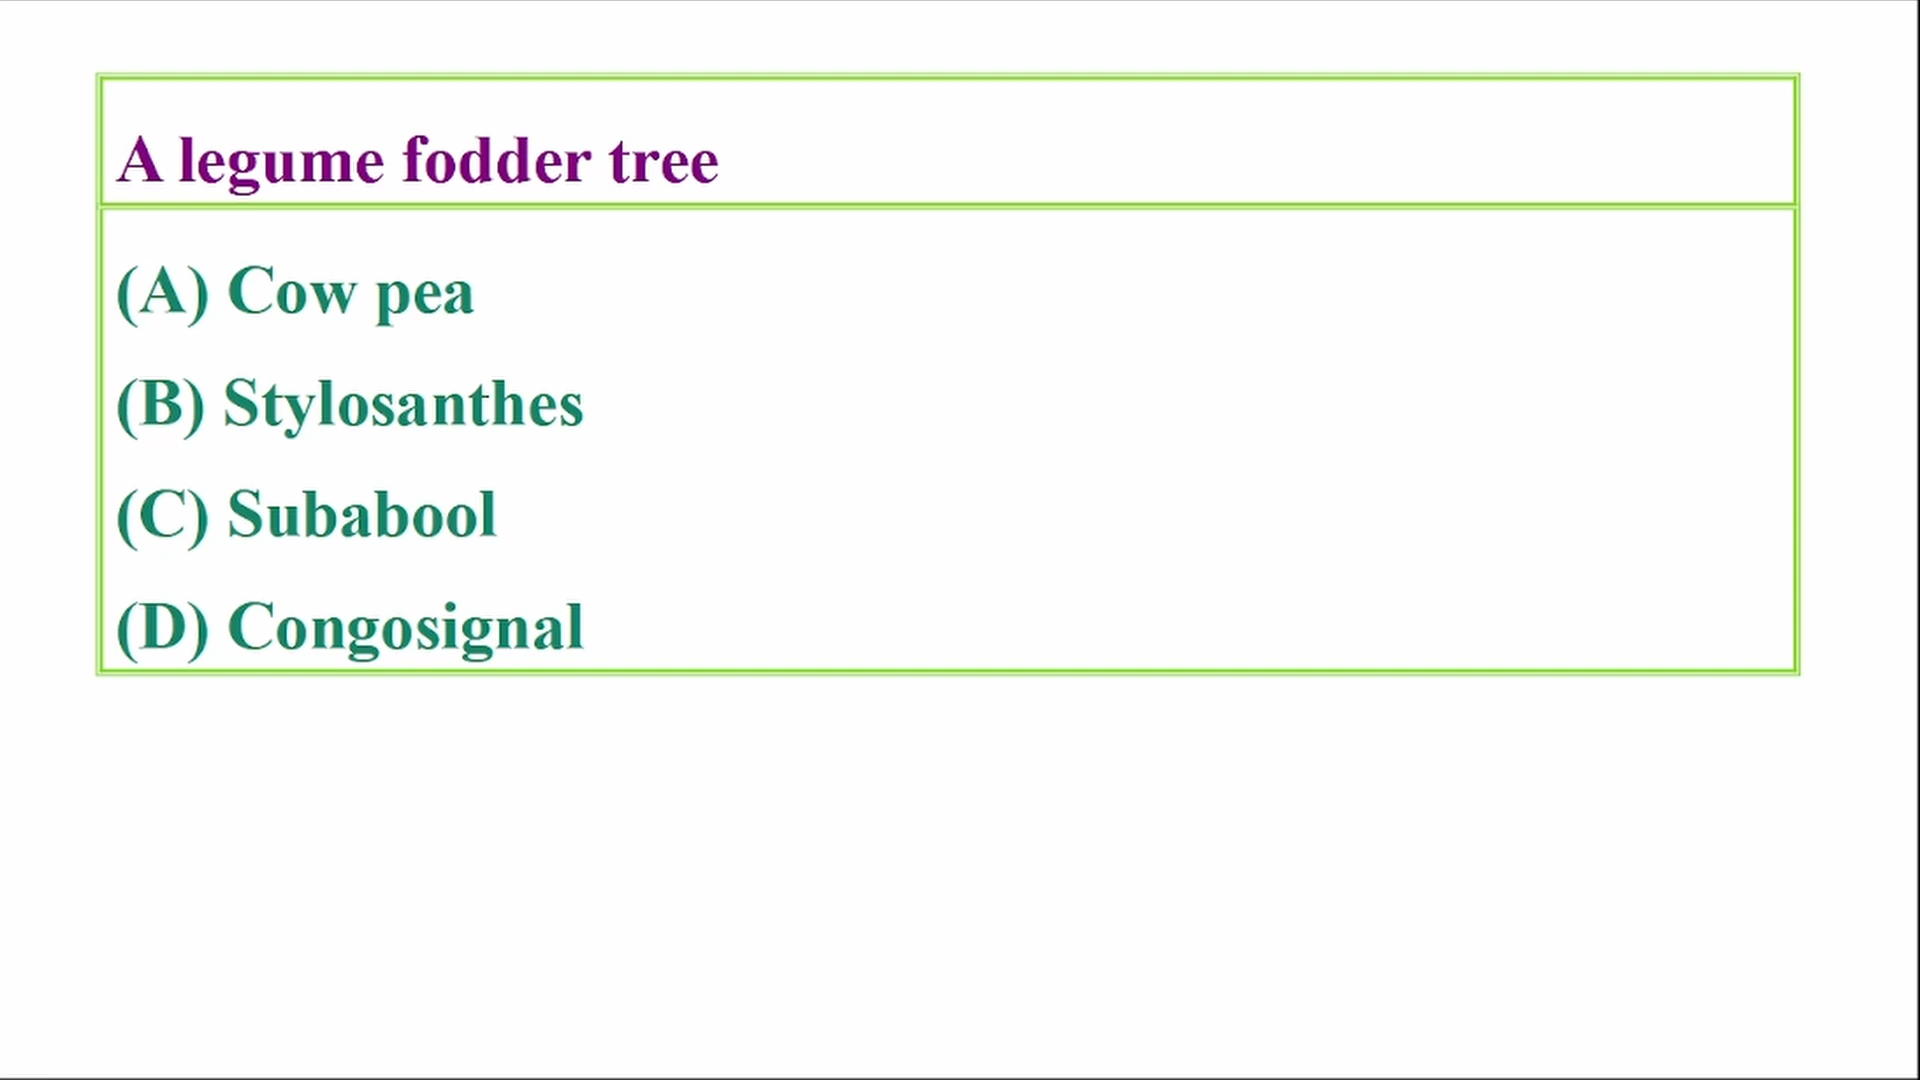 A legume fodder tree
(A) Cow pea
(B) Stylosanthes
(C) Subabool
(D) Congosignal